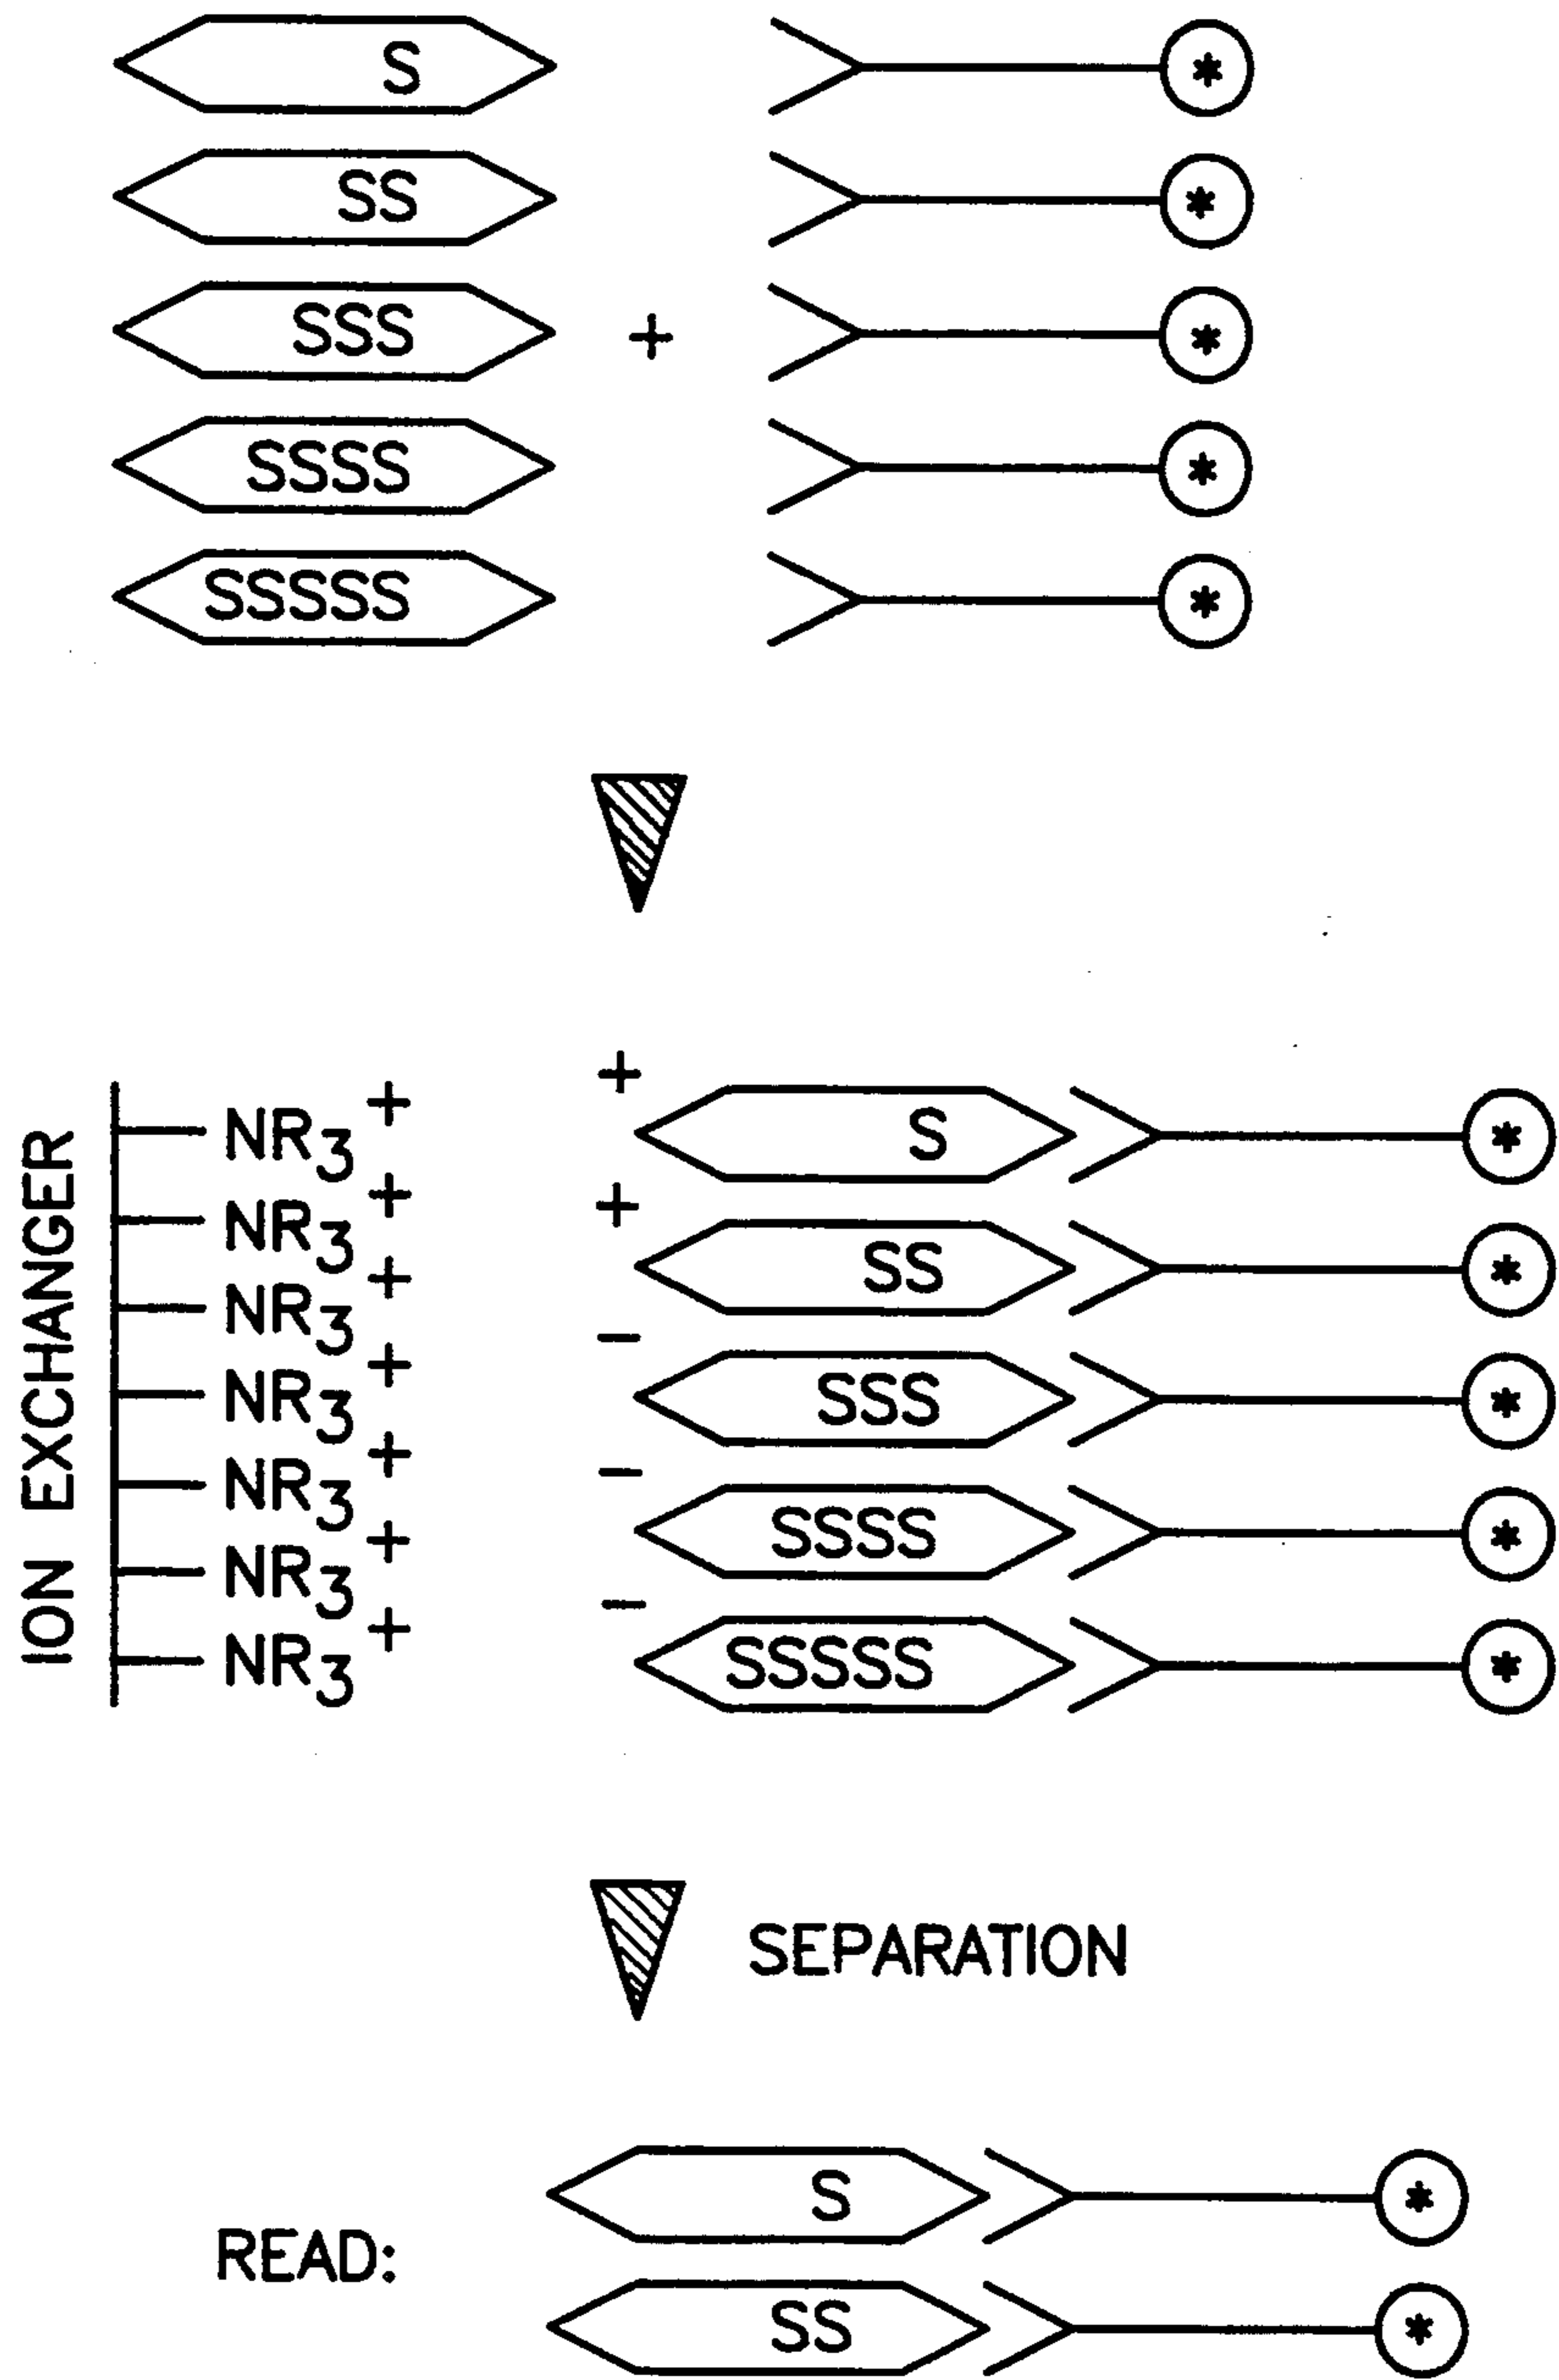 S
*
SS
*
SSS
+
*
SSSS
*
SSSSS
*
ION EXCHANGER
NR3+
NR3+
NR3+
NR3+
NR3+
NR3+
NR3+
+
S
*
+
SS
*
−
SSS
*
−
SSSS
*
−
SSSSS
*
SEPARATION
READ:
S
*
SS
*